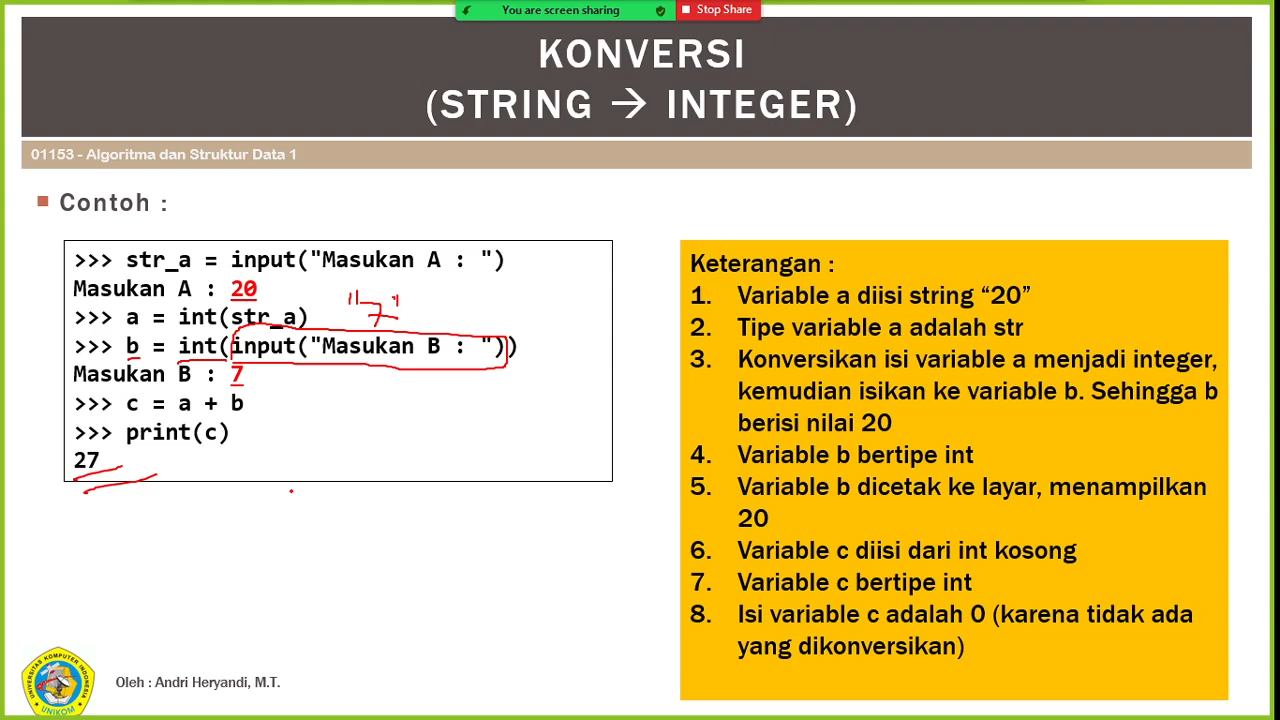 You are screen sharing
Stop Share
KONVERSI
(STRING → INTEGER)
01153 - Algoritma dan Struktur Data 1
Contoh :
>>> str_a = input("Masukan A : ")
Masukan A : 20
"7"
>>> a = int(str_a)
>>> b = int(input("Masukan B : "))
Masukan B : 7
>>> c = a + b
>>> print(c)
27
Keterangan :
1. Variable a diisi string “20”
2. Tipe variable a adalah str
3. Konversikan isi variable a menjadi integer,
kemudian isikan ke variable b. Sehingga b
berisi nilai 20
4. Variable b bertipe int
5. Variable b dicetak ke layar, menampilkan
20
6. Variable c diisi dari int kosong
7. Variable c bertipe int
8. Isi variable c adalah 0 (karena tidak ada
yang dikonversikan)
UNIVERSITAS KOMPUTER INDONESIA
UNIKOM
Oleh : Andri Heryandi, M.T.